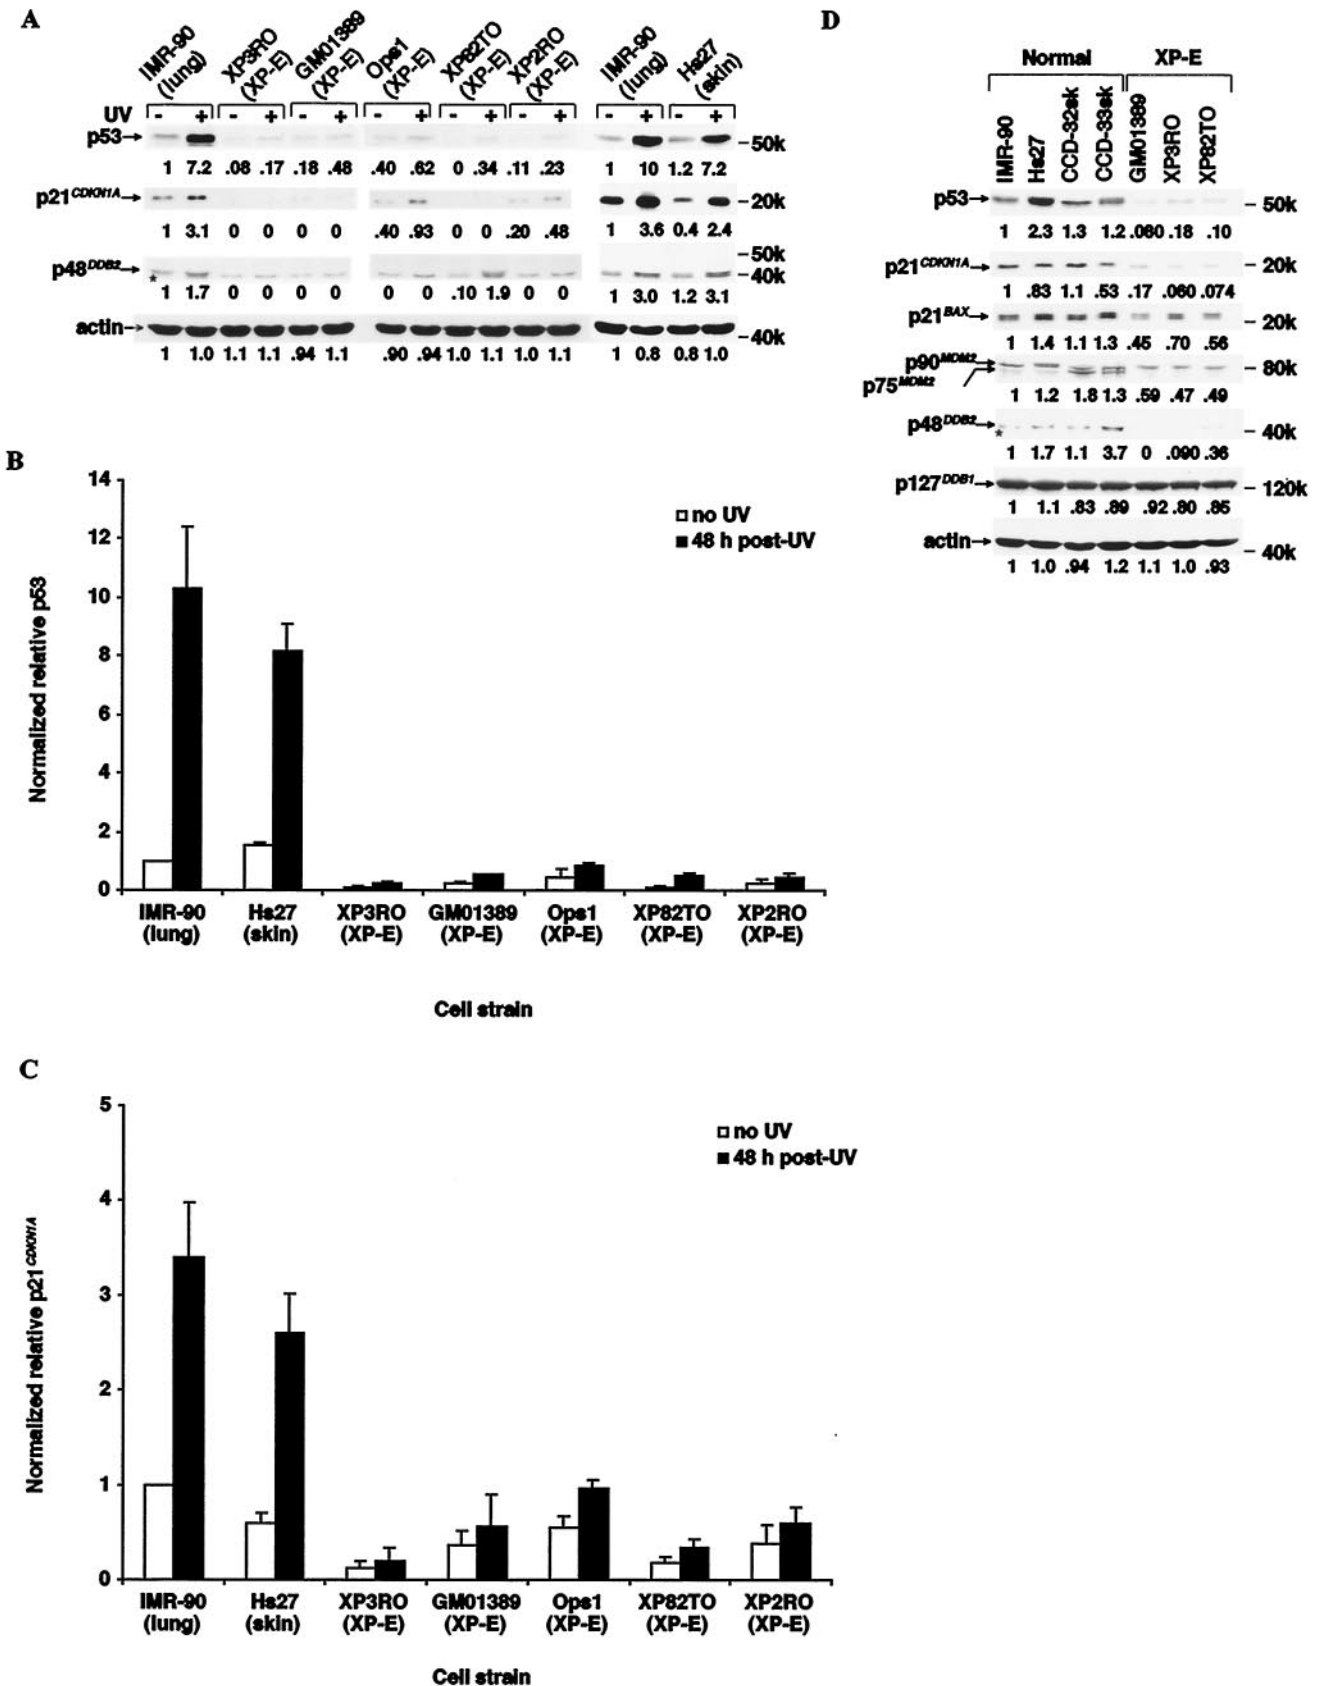 A
IMR-90 (lung)
XP3RO (XP-E)
GM01389 (XP-E)
Ops1 (XP-E)
XP82TO (XP-E)
XP2RO (XP-E)
IMR-90 (lung)
Hs27 (skin)
UV - + - + - + - + - + - + - + - +
p53 50k
1 7.2 .08 .17 .18 .48 .40 .62 0 .34 .11 .23 1 10 1.2 7.2
p21CDKN1A 20k
1 3.1 0 0 0 0 .40 .93 0 0 .20 .48 1 3.6 0.4 2.4
50k
p48DDB2 40k
*
1 1.7 0 0 0 0 0 0 .10 1.9 0 0 1 3.0 1.2 3.1
actin 40k
1 1.0 1.1 1.1 .94 1.1 .90 .94 1.0 1.1 1.0 1.1 1 0.8 0.8 1.0
D
Normal XP-E
IMR-90
Hs27
CCD-32sk
CCD-33sk
GM01389
XP3RO
XP82TO
p53 50k
1 2.3 1.3 1.2 .080 .18 .10
p21CDKN1A 20k
1 .83 1.1 .53 .17 .060 .074
p21BAX 20k
1 1.4 1.1 1.3 .45 .70 .56
p90MDM2 80k
p75MDM2
1 1.2 1.8 1.3 .59 .47 .49
p48DDB2 40k
*
1 1.7 1.1 3.7 0 .090 .36
p127DDB1 120k
1 1.1 .83 .89 .92 .80 .85
actin 40k
1 1.0 .94 1.2 1.1 1.0 .93
B
14
12
10
8
6
4
2
0
Normalized relative p53
no UV
48 h post-UV
IMR-90 Hs27 XP3RO GM01389 Ops1 XP82TO XP2RO
(lung) (skin) (XP-E) (XP-E) (XP-E) (XP-E) (XP-E)
Cell strain
C
5
4
3
2
1
0
Normalized relative p21CDKN1A
no UV
48 h post-UV
IMR-90 Hs27 XP3RO GM01389 Ops1 XP82TO XP2RO
(lung) (skin) (XP-E) (XP-E) (XP-E) (XP-E) (XP-E)
Cell strain